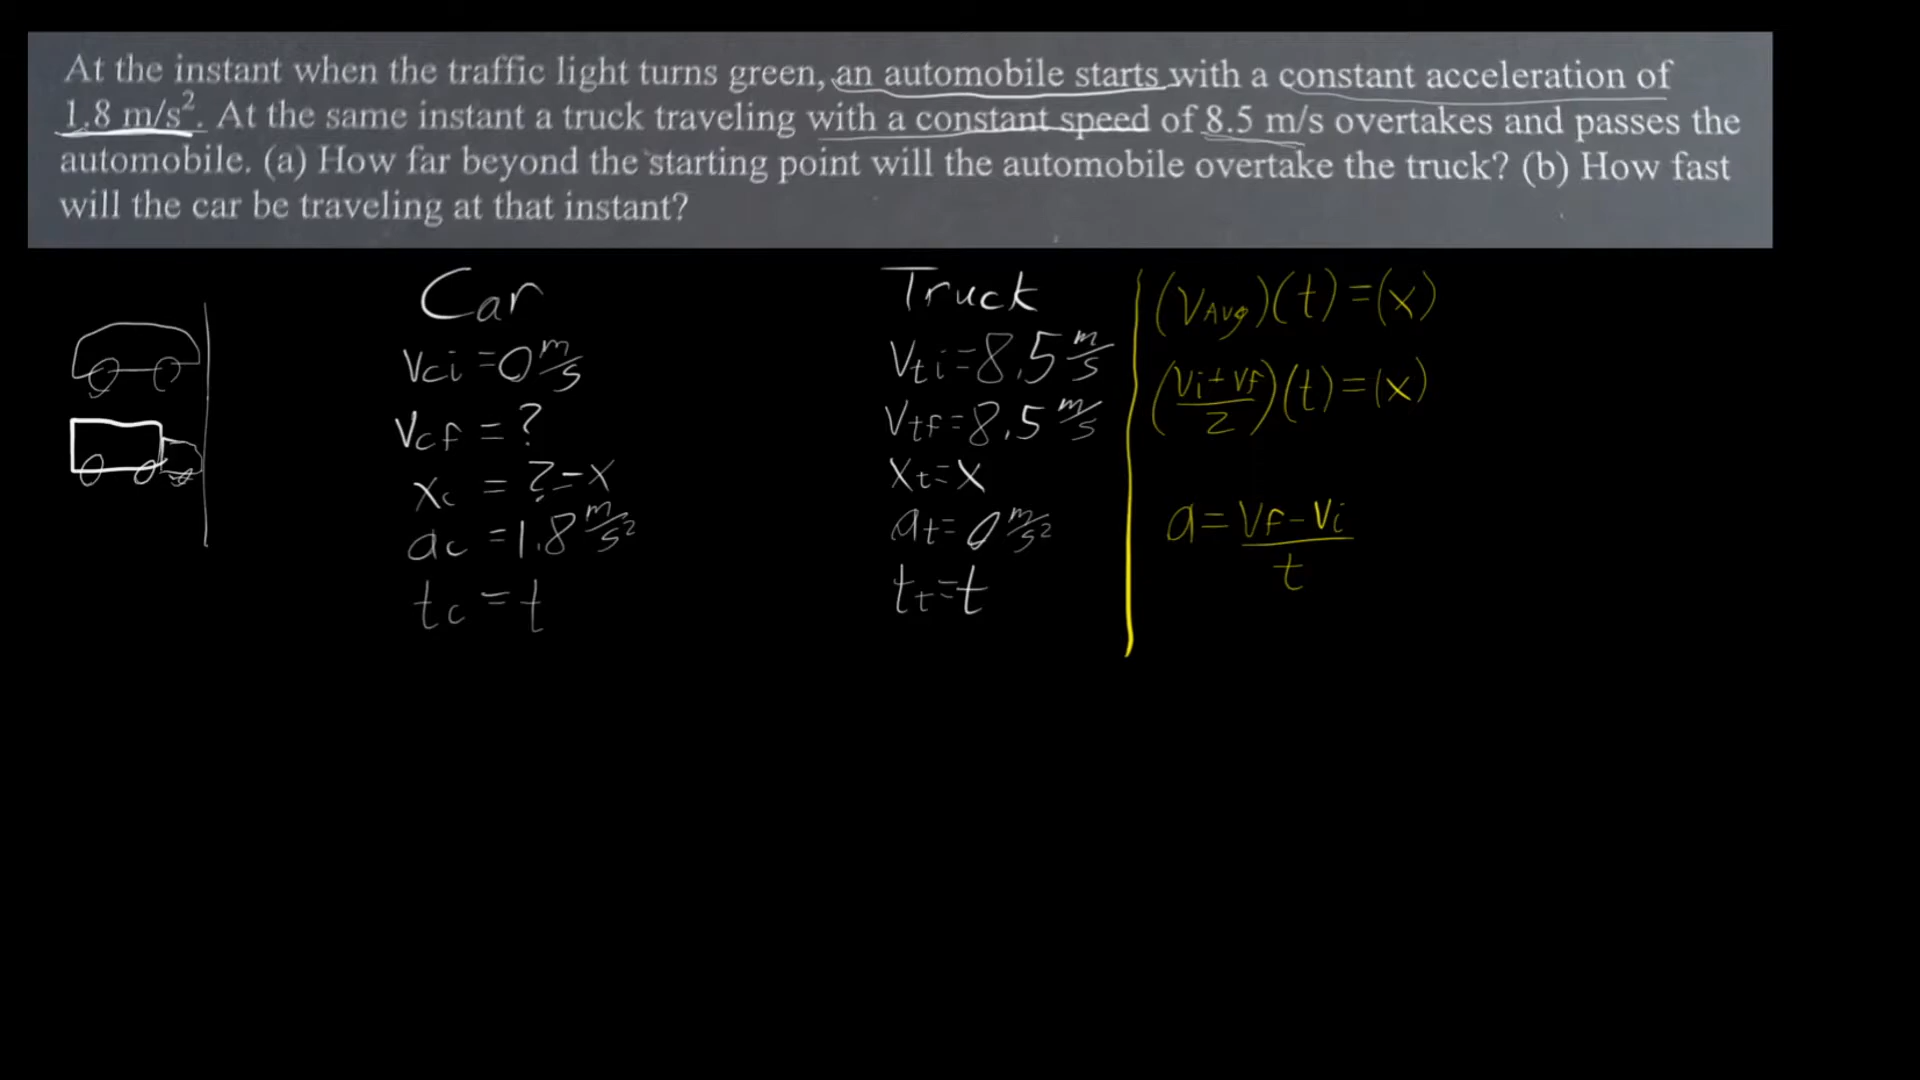 At the instant when the traffic light turns green, an automobile starts with a constant acceleration of
1.8 m/s². At the same instant a truck traveling with a constant speed of 8.5 m/s overtakes and passes the
automobile. (a) How far beyond the starting point will the automobile overtake the truck? (b) How fast
will the car be traveling at that instant?
Car
vci = 0 m/s
vcf = ?
xc = ? = x
ac = 1.8 m/s²
tc = t
Truck
vti = 8.5 m/s
vtf = 8.5 m/s
xt = x
at = 0 m/s²
tt = t
(vAvg)(t) = (x)
((vi + vf)/2)(t) = (x)
a = (vf - vi)/t